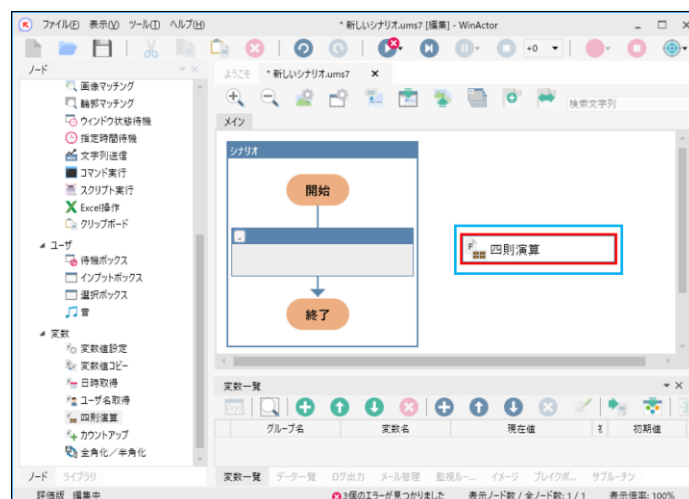 ファイル(F) 表示(V) ツール(T) ヘルプ(H)
* 新しいシナリオ.ums7 [編集] - WinActor
+0
ノード
ようこそ
* 新しいシナリオ.ums7
検索文字列
メイン
画像マッチング
輪郭マッチング
ウィンドウ状態待機
指定時間待機
文字列送信
コマンド実行
スクリプト実行
Excel操作
クリップボード
ユーザ
待機ボックス
インプットボックス
選択ボックス
音
変数
変数値設定
変数値コピー
日時取得
ユーザ名取得
四則演算
カウントアップ
全角化/半角化
ノード ライブラリ
シナリオ
開始
終了
四則演算
変数一覧
グループ名 変数名 現在値 初期値
変数一覧 データ一覧 ログ出力 メール管理 監視ルー... イメージ ブレイクポ... サブルーチン
評価版 編集中
3個のエラーが見つかりました 表示ノード数 / 全ノード数: 1 / 1 表示倍率: 100%